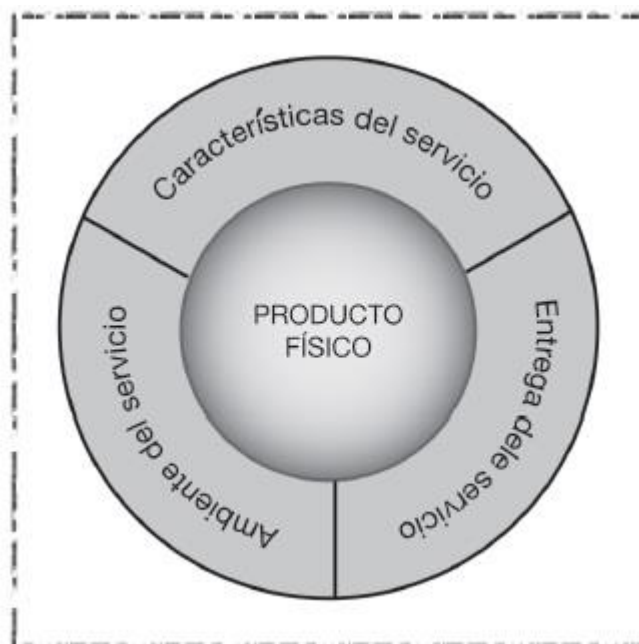 Características del servicio
PRODUCTO
FÍSICO
Ambiente del servicio
Entrega dele servicio